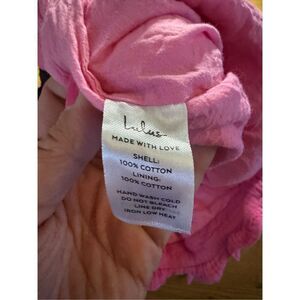 Lulus
MADE WITH LOVE
SHELL:
100% COTTON
LINING:
100% COTTON
HAND WASH COLD
DO NOT BLEACH
LINE DRY
IRON LOW HEAT